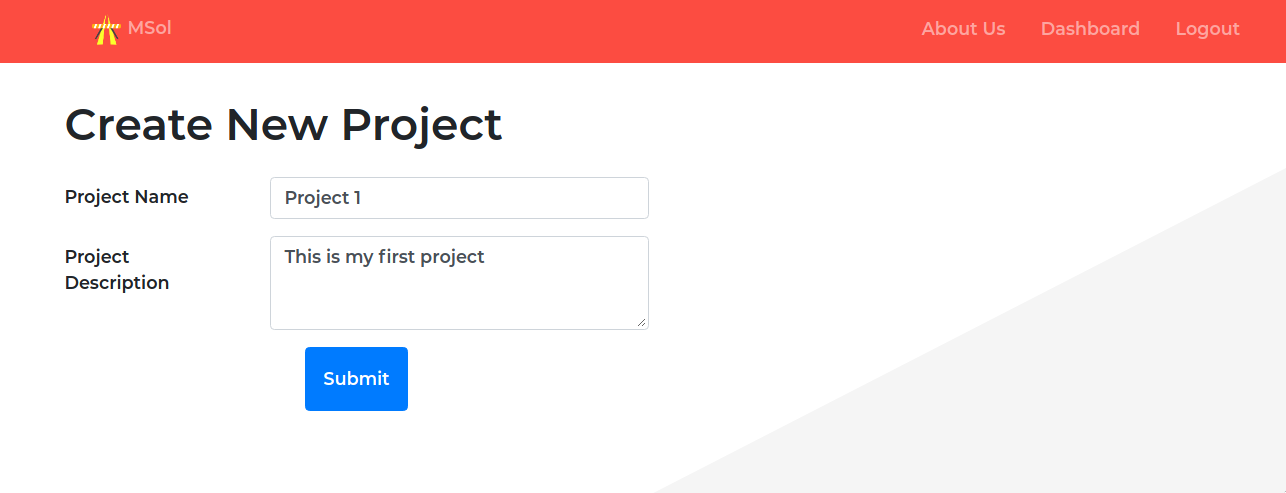 MSol
About Us
Dashboard
Logout
Create New Project
Project Name
Project 1
Project
Description
This is my first project
Submit